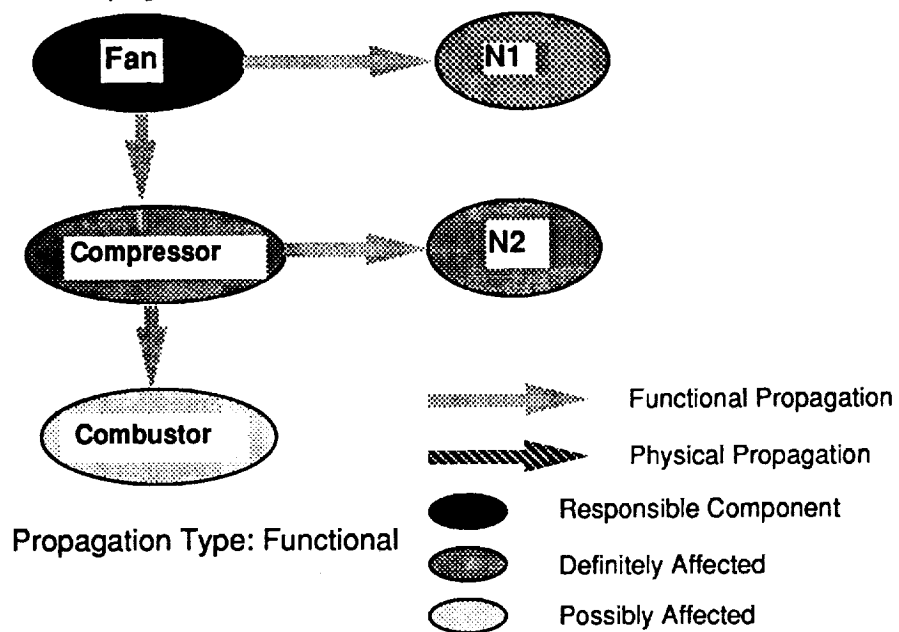 Fan
N1
Compressor
N2
Combustor
Functional Propagation
Physical Propagation
Responsible Component
Propagation Type: Functional
Definitely Affected
Possibly Affected